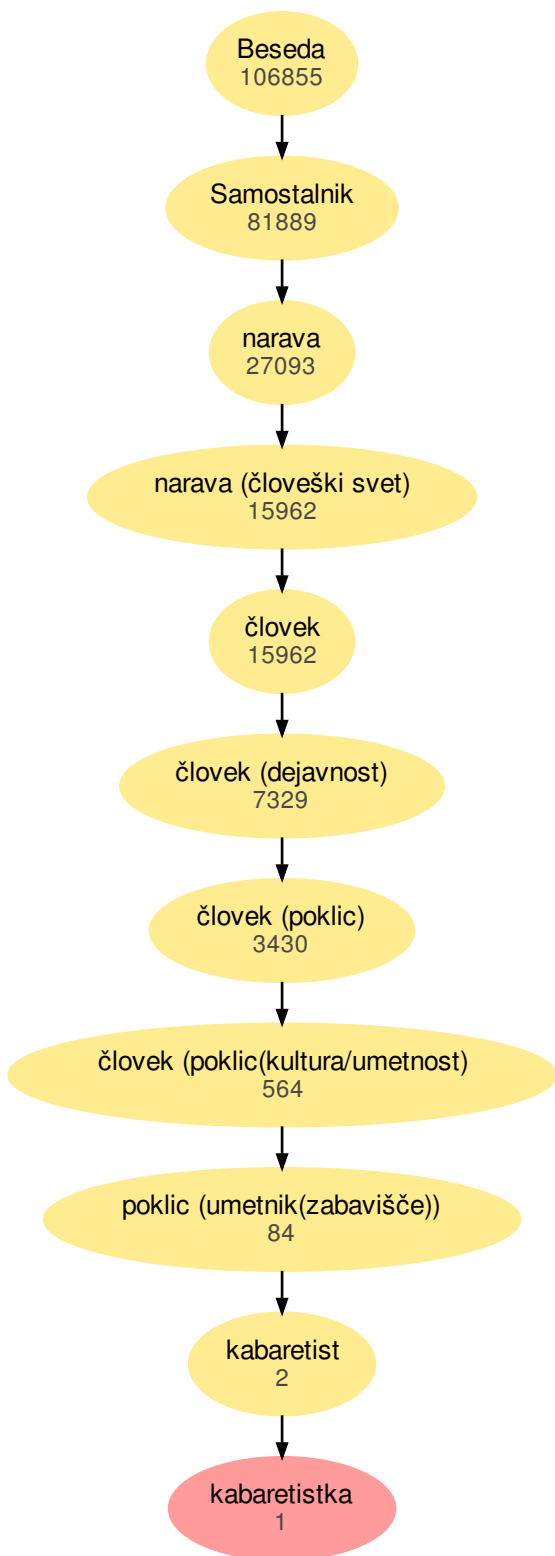 Beseda
106855
Samostalnik
81889
narava
27093
narava (človeški svet)
15962
človek
15962
človek (dejavnost)
7329
človek (poklic)
3430
človek (poklic(kultura/umetnost)
564
poklic (umetnik(zabavišče))
84
kabaretist
2
kabaretistka
1